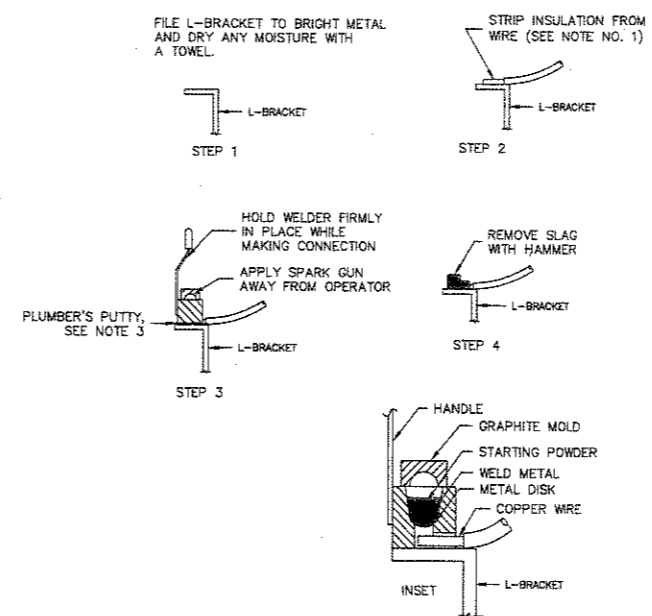 FILE L-BRACKET TO BRIGHT METAL
AND DRY ANY MOISTURE WITH
A TOWEL.
L-BRACKET
STEP 1
STRIP INSULATION FROM
WIRE (SEE NOTE NO. 1)
L-BRACKET
STEP 2
HOLD WELDER FIRMLY
IN PLACE WHILE
MAKING CONNECTION
APPLY SPARK GUN
AWAY FROM OPERATOR
PLUMBER'S PUTTY,
SEE NOTE 3
L-BRACKET
STEP 3
REMOVE SLAG
WITH HAMMER
L-BRACKET
STEP 4
HANDLE
GRAPHITE MOLD
STARTING POWDER
WELD METAL
METAL DISK
COPPER WIRE
INSET
L-BRACKET